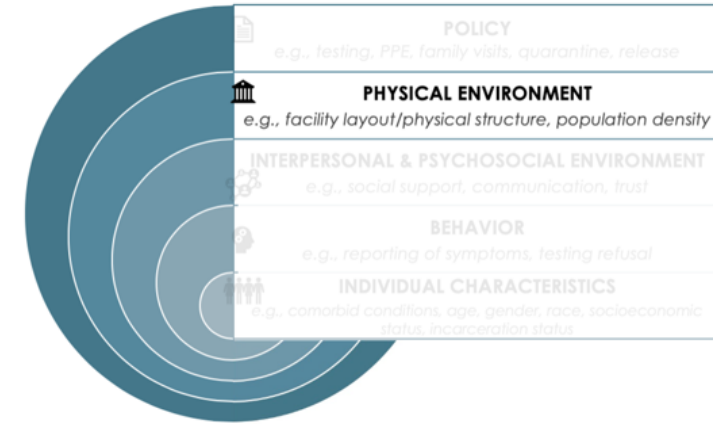 POLICY
e.g., testing, PPE, family visits, quarantine, release
PHYSICAL ENVIRONMENT
e.g., facility layout/physical structure, population density
INTERPERSONAL & PSYCHOSOCIAL ENVIRONMENT
e.g., social support, communication, trust
BEHAVIOR
e.g., reporting of symptoms, testing refusal
INDIVIDUAL CHARACTERISTICS
e.g., comorbid conditions, age, gender, race, socioeconomic
status, incarceration status